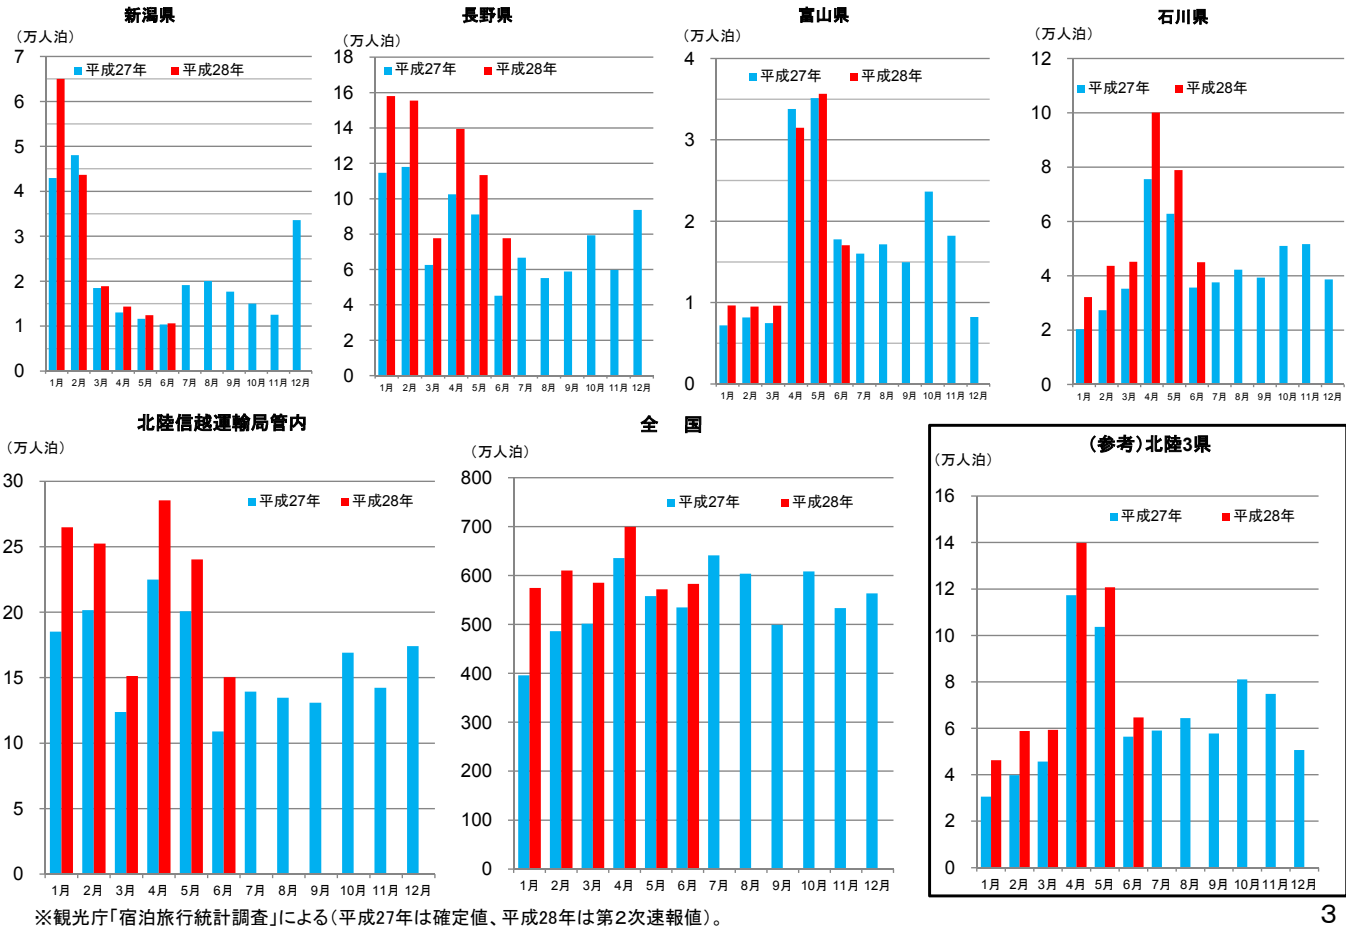 新潟県
(万人泊)
平成27年 平成28年
7
6
5
4
3
2
1
0
1月 2月 3月 4月 5月 6月 7月 8月 9月 10月 11月 12月
長野県
(万人泊)
平成27年 平成28年
18
16
14
12
10
8
6
4
2
0
1月 2月 3月 4月 5月 6月 7月 8月 9月 10月 11月 12月
富山県
(万人泊)
平成27年 平成28年
4
3
2
1
0
1月 2月 3月 4月 5月 6月 7月 8月 9月 10月 11月 12月
石川県
(万人泊)
平成27年 平成28年
12
10
8
6
4
2
0
1月 2月 3月 4月 5月 6月 7月 8月 9月 10月 11月 12月
北陸信越運輸局管内
(万人泊)
平成27年 平成28年
30
25
20
15
10
5
0
1月 2月 3月 4月 5月 6月 7月 8月 9月 10月 11月 12月
全 国
(万人泊)
平成27年 平成28年
800
700
600
500
400
300
200
100
0
1月 2月 3月 4月 5月 6月 7月 8月 9月 10月 11月 12月
(参考)北陸3県
(万人泊)
平成27年 平成28年
16
14
12
10
8
6
4
2
0
1月 2月 3月 4月 5月 6月 7月 8月 9月 10月 11月 12月
※観光庁「宿泊旅行統計調査」による(平成27年は確定値、平成28年は第2次速報値)。
3